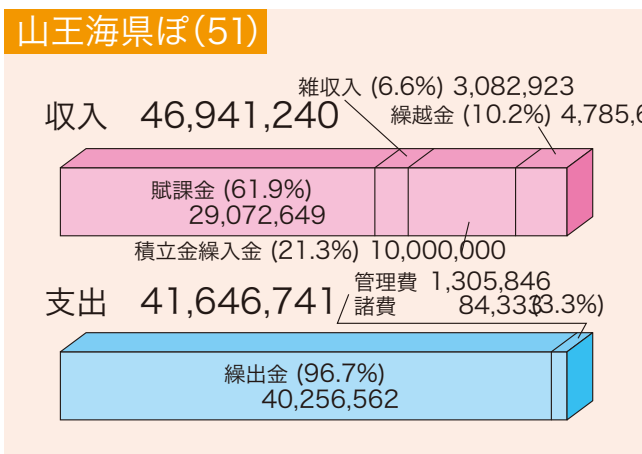 山王海県ぽ(51)
雑収入 (6.6%) 3,082,923
収入 46,941,240
繰越金 (10.2%) 4,785,6
賦課金 (61.9%)
29,072,649
積立金繰入金 (21.3%) 10,000,000
支出 41,646,741
管理費 1,305,846
諸費 84,333(3.3%)
繰出金 (96.7%)
40,256,562